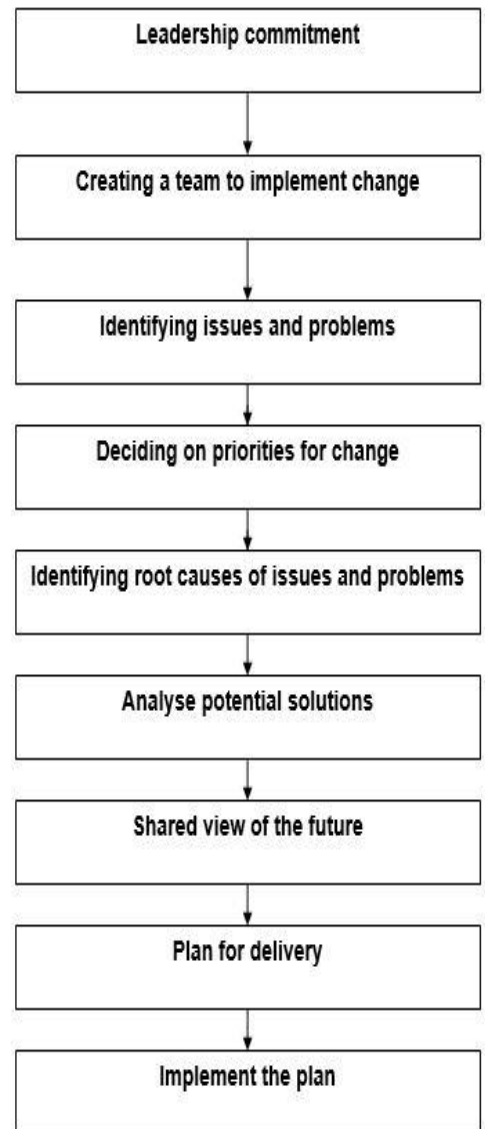 Leadership commitment
Creating a team to implement change
Identifying issues and problems
Deciding on priorities for change
Identifying root causes of issues and problems
Analyse potential solutions
Shared view of the future
Plan for delivery
Implement the plan